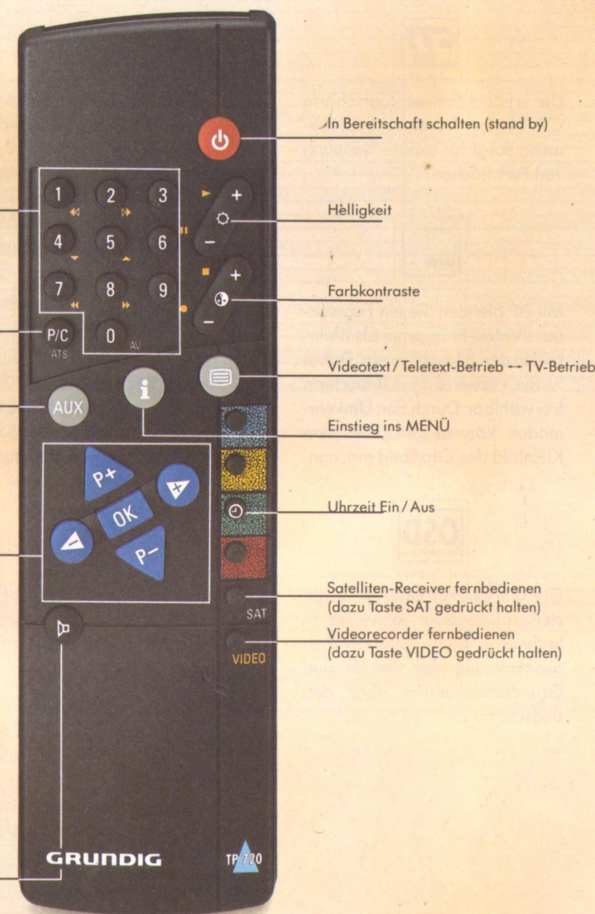 In Bereitschaft schalten (stand by)
1 2 3
+
Helligkeit
4 5 6
−
+
Farbkontraste
7 8 9
−
P/C
ATS
0
AV
Videotext / Teletext-Betrieb ↔ TV-Betrieb
AUX
i
Einstieg ins MENÜ
P+
+
OK
−
P−
Uhrzeit Ein / Aus
Satelliten-Receiver fernbedienen
(dazu Taste SAT gedrückt halten)
SAT
Videorecorder fernbedienen
(dazu Taste VIDEO gedrückt halten)
VIDEO
GRUNDIG
TP 720